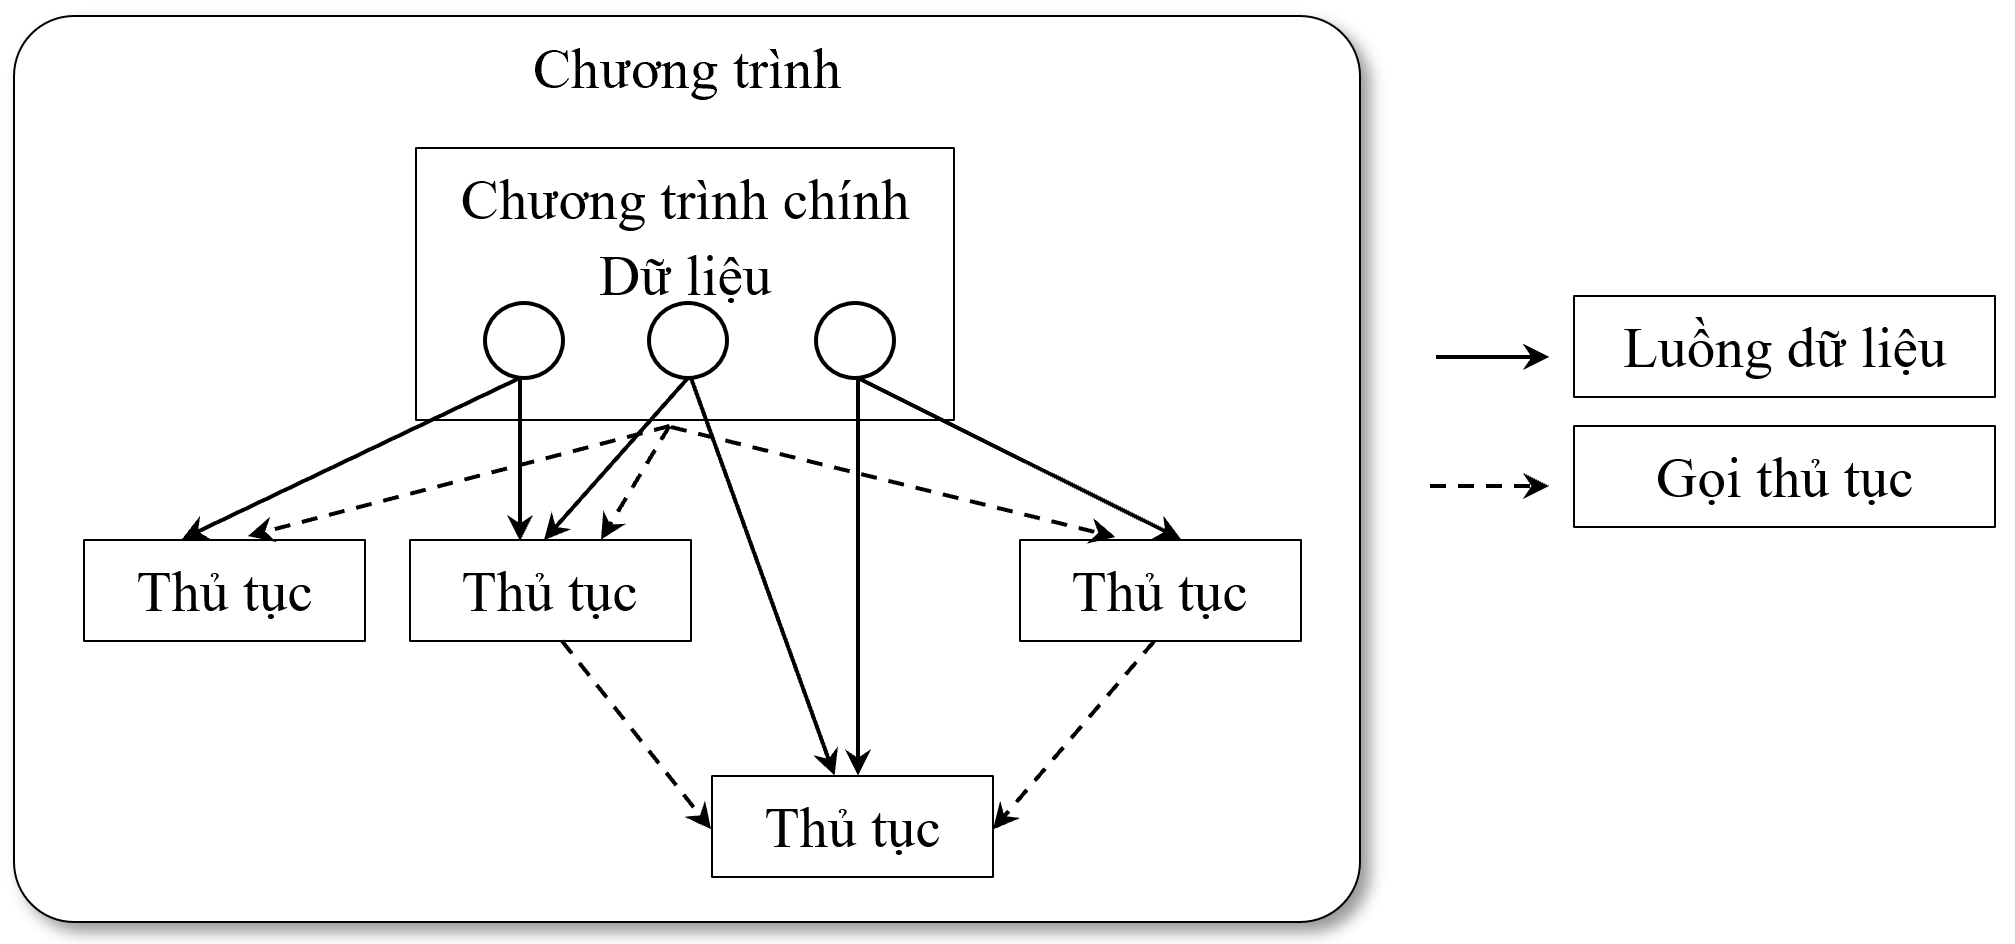 Chương trình
Chương trình chính
Dữ liệu
Luồng dữ liệu
Gọi thủ tục
Thủ tục
Thủ tục
Thủ tục
Thủ tục